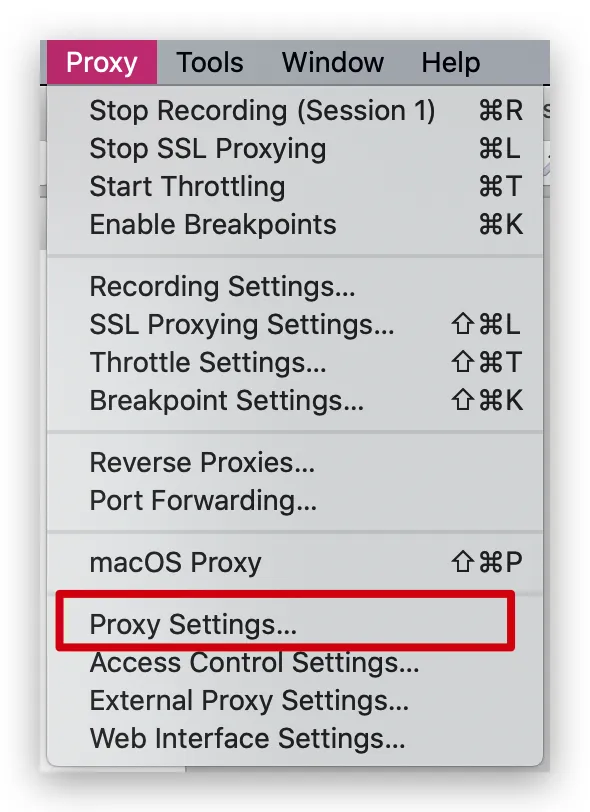 Proxy Tools Window Help
Stop Recording (Session 1) ⌘R
Stop SSL Proxying ⌘L
Start Throttling ⌘T
Enable Breakpoints ⌘K
Recording Settings...
SSL Proxying Settings... ⇧⌘L
Throttle Settings... ⇧⌘T
Breakpoint Settings... ⇧⌘K
Reverse Proxies...
Port Forwarding...
macOS Proxy ⇧⌘P
Proxy Settings...
Access Control Settings...
External Proxy Settings...
Web Interface Settings...